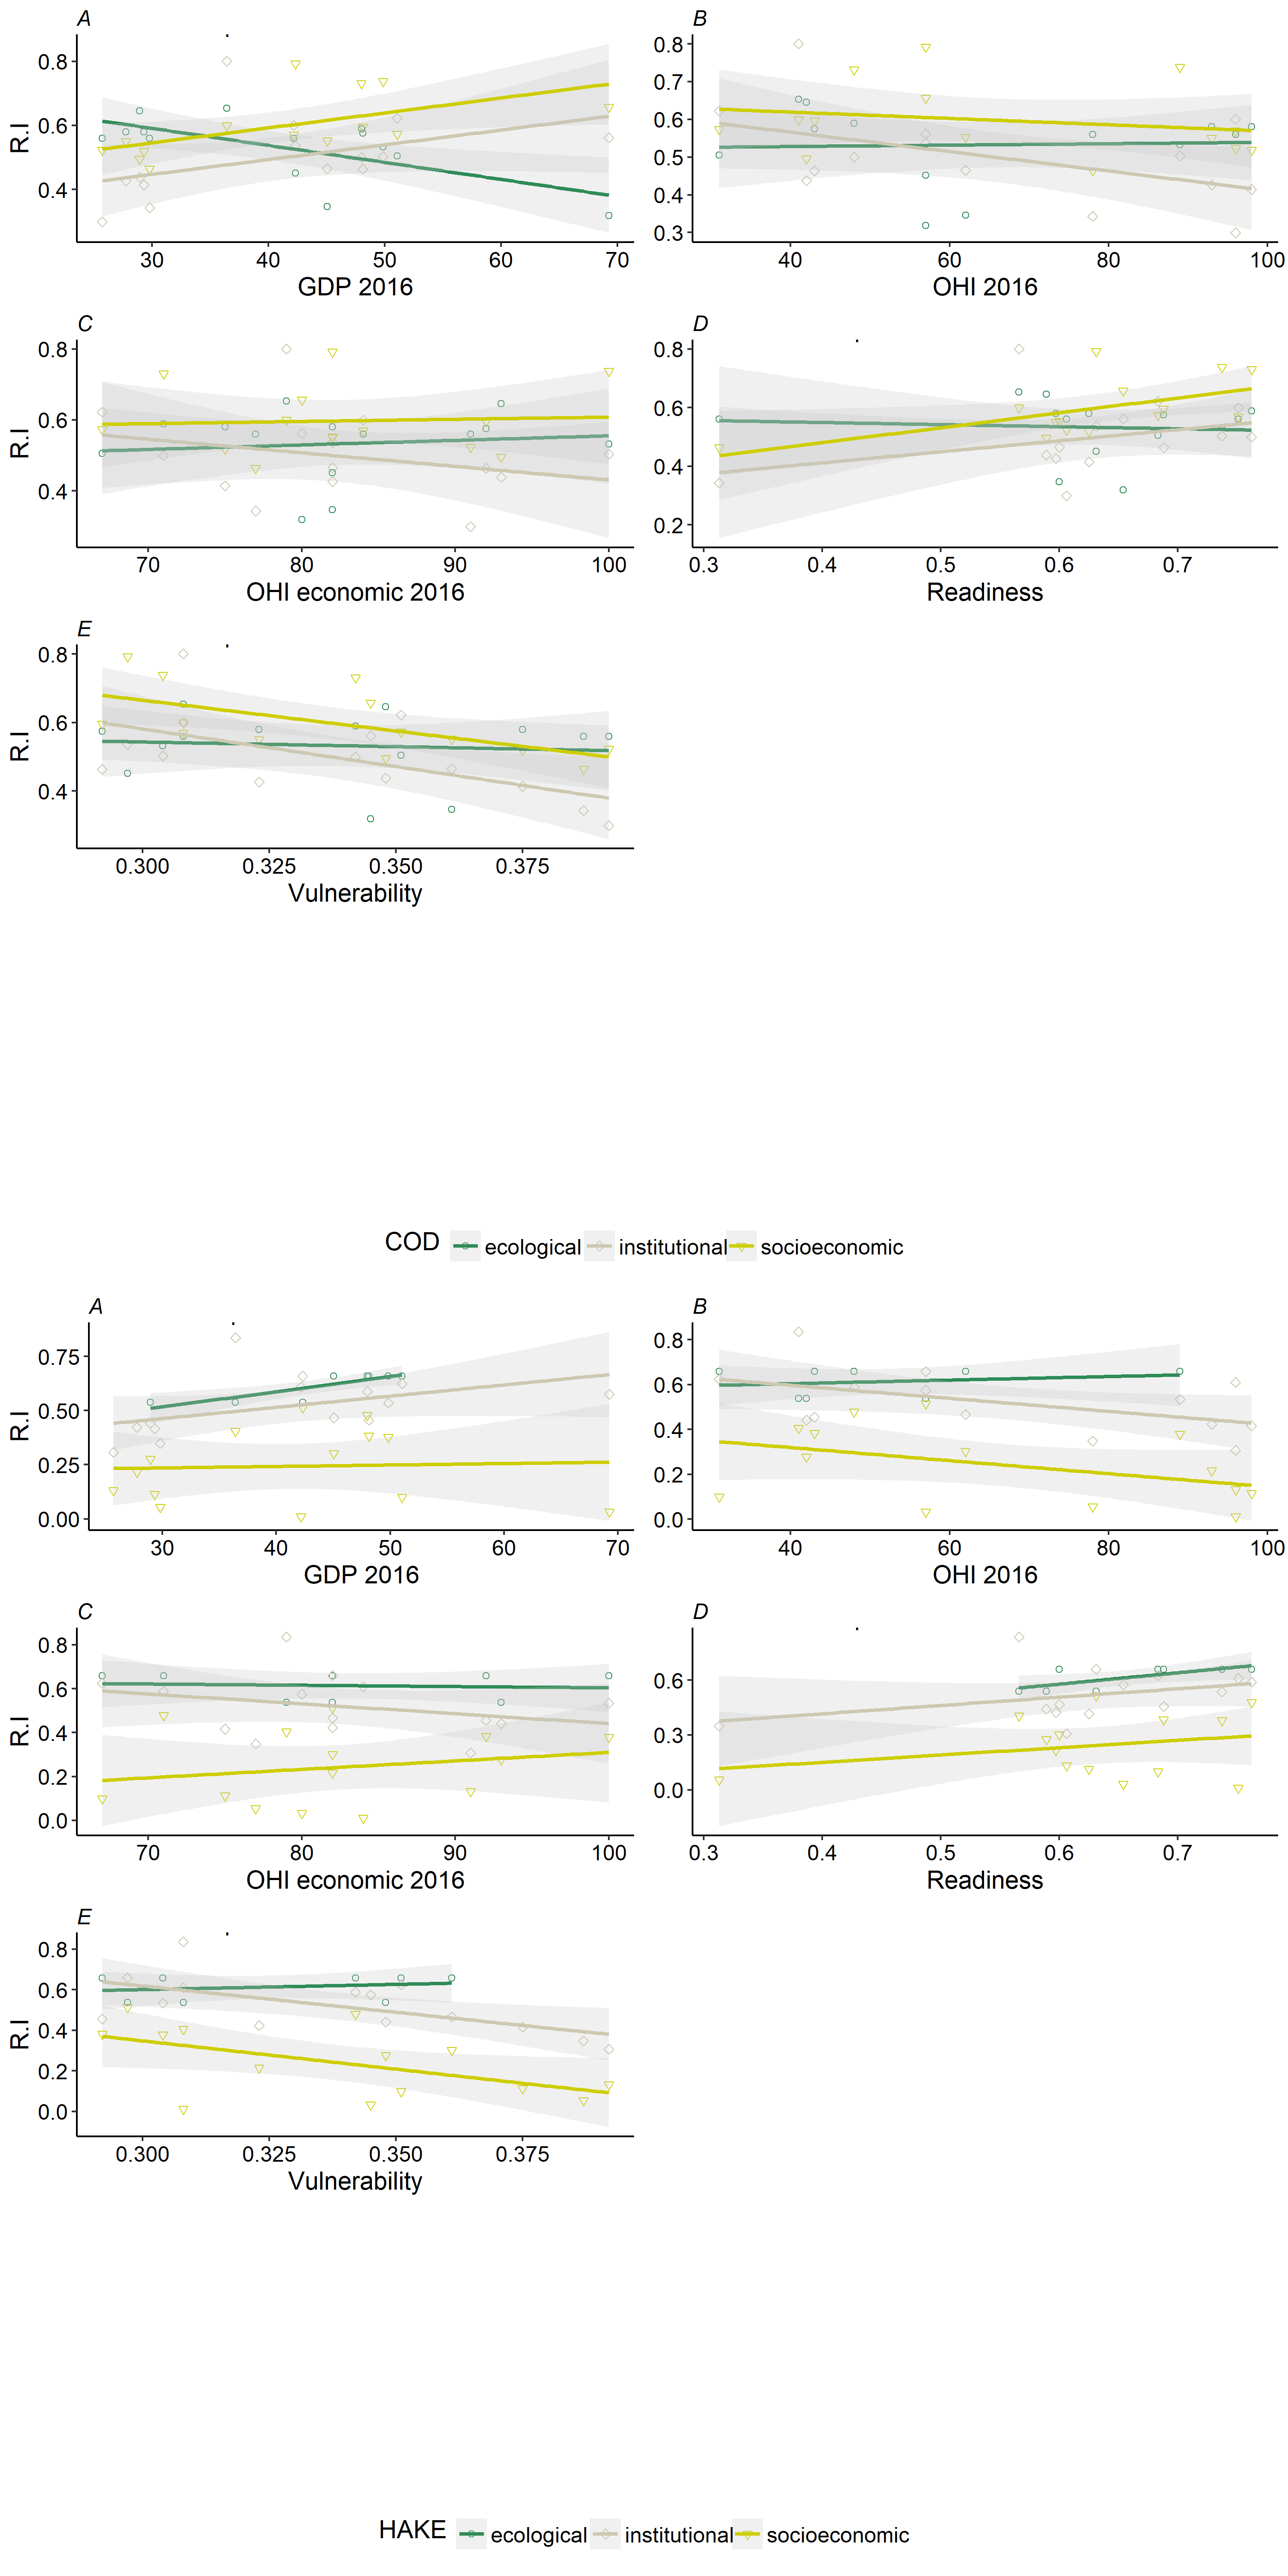 A
R.I
0.8
0.6
0.4
30 40 50 60 70
GDP 2016
B
0.8
0.7
0.6
0.5
0.4
0.3
40 60 80 100
OHI 2016
C
R.I
0.8
0.6
0.4
70 80 90 100
OHI economic 2016
D
0.8
0.6
0.4
0.2
0.3 0.4 0.5 0.6 0.7
Readiness
E
R.I
0.8
0.6
0.4
0.300 0.325 0.350 0.375
Vulnerability
COD ecological institutional socioeconomic
A
R.I
0.75
0.50
0.25
0.00
30 40 50 60 70
GDP 2016
B
0.8
0.6
0.4
0.2
0.0
40 60 80 100
OHI 2016
C
R.I
0.8
0.6
0.4
0.2
0.0
70 80 90 100
OHI economic 2016
D
0.6
0.3
0.0
0.3 0.4 0.5 0.6 0.7
Readiness
E
R.I
0.8
0.6
0.4
0.2
0.0
0.300 0.325 0.350 0.375
Vulnerability
HAKE ecological institutional socioeconomic